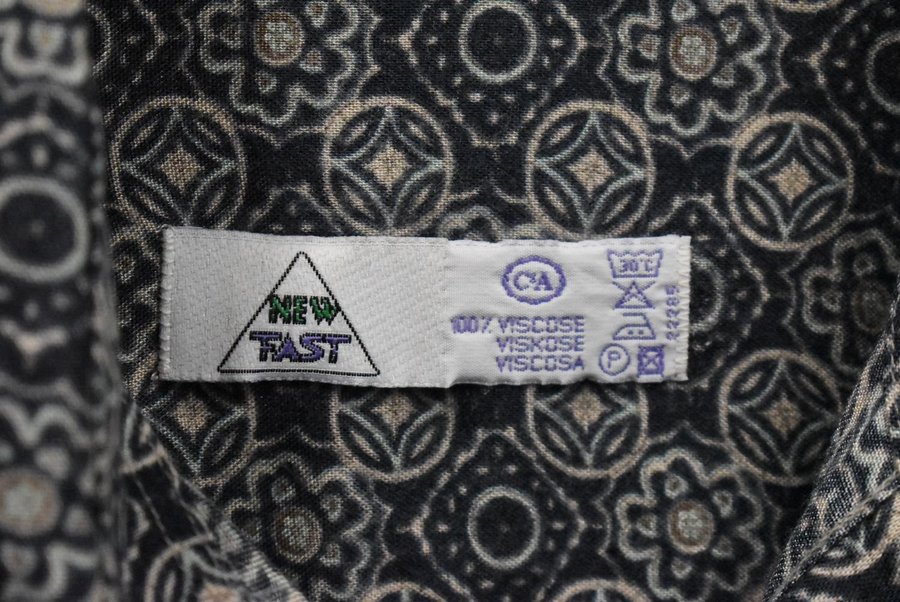 NEW
FAST
C&A
30°C
100% VISCOSE
VISKOSE
VISCOSA
P